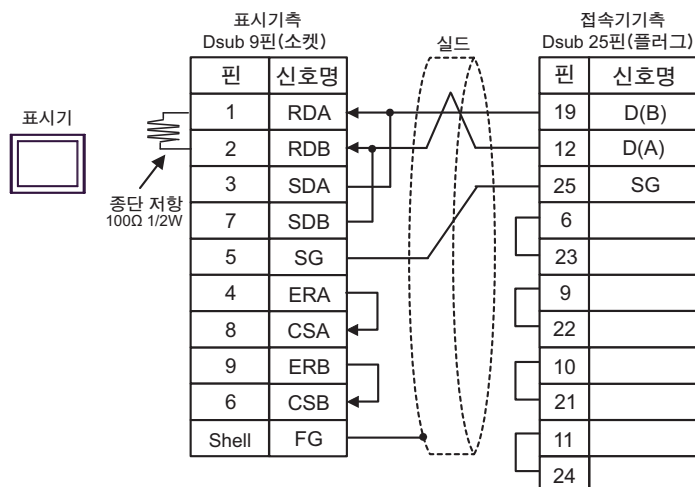 표시기측
Dsub 9핀(소켓)
실드
접속기기측
Dsub 25핀(플러그)
표시기
종단 저항
100Ω 1/2W
핀 신호명
1 RDA
2 RDB
3 SDA
7 SDB
5 SG
4 ERA
8 CSA
9 ERB
6 CSB
Shell FG
핀 신호명
19 D(B)
12 D(A)
25 SG
6
23
9
22
10
21
11
24